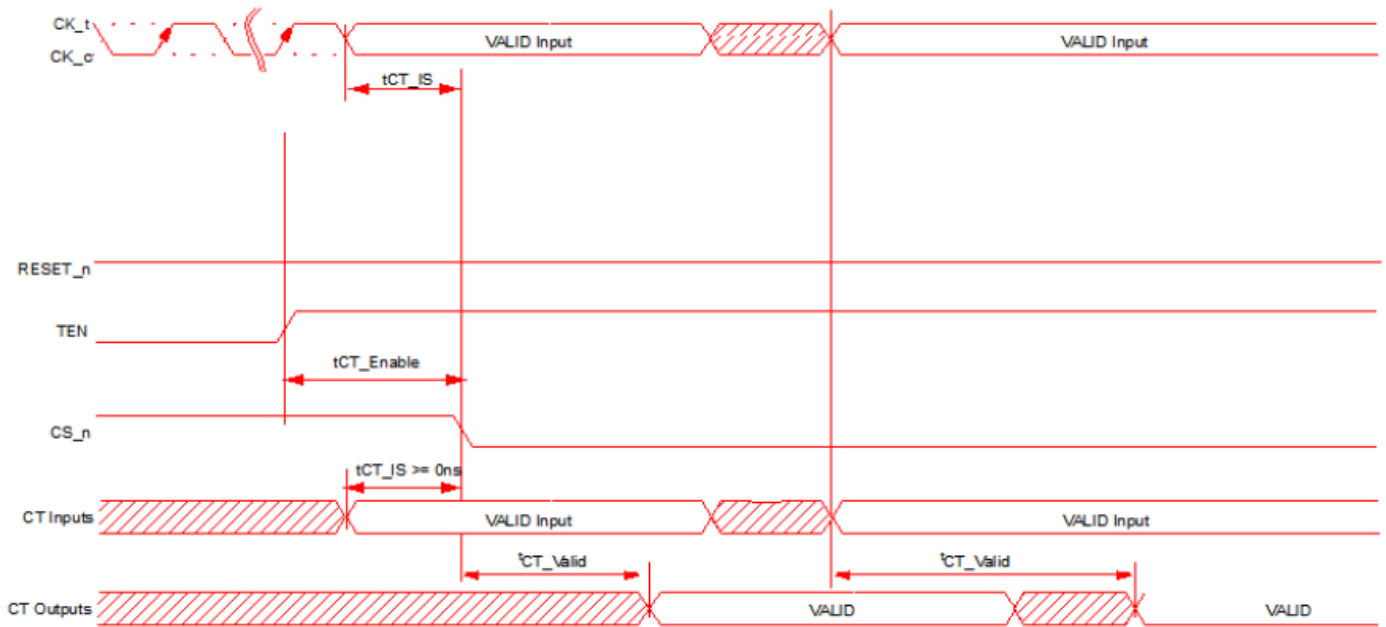 CK_t
CK_c
VALID Input
VALID Input
tCT_IS
RESET_n
TEN
tCT_Enable
CS_n
tCT_IS >= 0ns
CT Inputs
VALID Input
VALID Input
tCT_Valid
tCT_Valid
CT Outputs
VALID
VALID